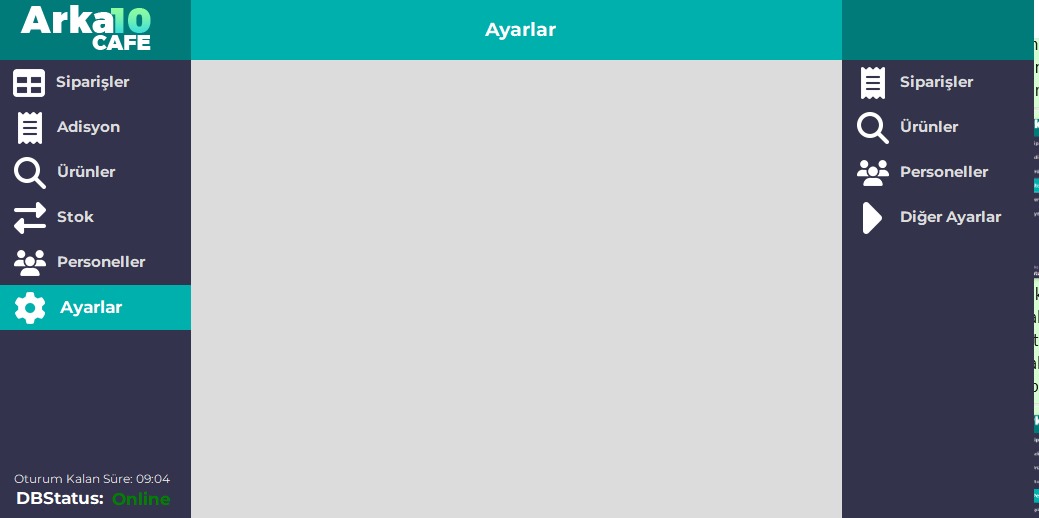 Arka10
CAFE
Ayarlar
Siparişler
Adisyon
Ürünler
Stok
Personeller
Ayarlar
Oturum Kalan Süre: 09:04
DBStatus: Online
Siparişler
Ürünler
Personeller
Diğer Ayarlar